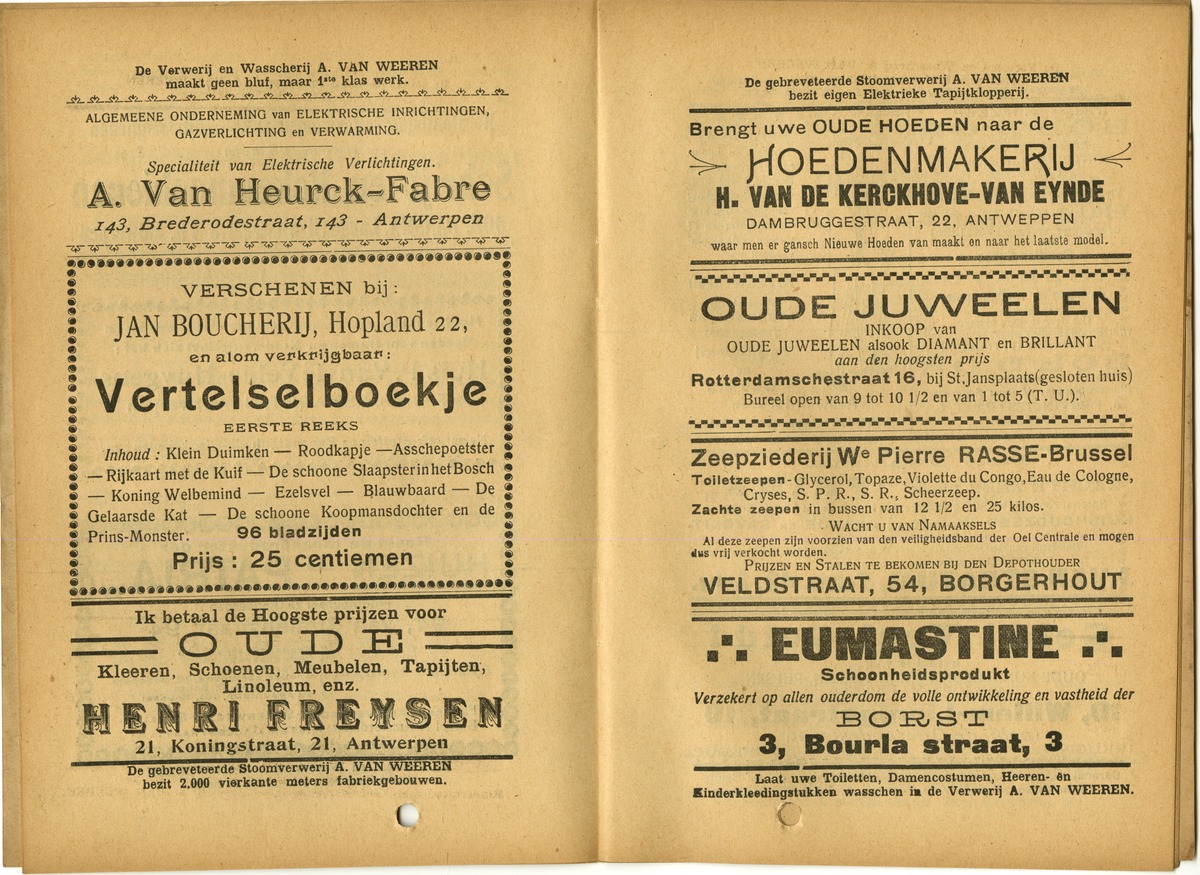 De Verwerij en Wasscherij A. VAN WEEREN
maakt geen bluf, maar 1ste klas werk.
ALGEMEENE ONDERNEMING van ELEKTRISCHE INRICHTINGEN,
GAZVERLICHTING en VERWARMING.
Specialiteit van Elektrische Verlichtingen.
A. Van Heurck-Fabre
143, Brederodestraat, 143 - Antwerpen
VERSCHENEN bij:
JAN BOUCHERIJ, Hopland 22,
en alom verkrijgbaar:
Vertelselboekje
EERSTE REEKS
Inhoud : Klein Duimken — Roodkapje —Asschepoetster
—Rijkaart met de Kuif — De schoone Slaapster in het Bosch
— Koning Welbemind — Ezelsvel — Blauwbaard — De
Gelaarsde Kat — De schoone Koopmansdochter en de
Prins-Monster. 96 bladzijden
Prijs : 25 centiemen
Ik betaal de Hoogste prijzen voor
OUDE
Kleeren, Schoenen, Meubelen, Tapijten,
Linoleum, enz.
HENRI FREYSEN
21, Koningstraat, 21, Antwerpen
De gebreveteerde Stoomverwerij A. VAN WEEREN
bezit 2,000 vierkante meters fabriekgebouwen.
De gebreveteerde Stoomverwerij A. VAN WEEREN
bezit eigen Elektrieke Tapijtklopperij.
Brengt uwe OUDE HOEDEN naar de
HOEDENMAKERIJ
H. VAN DE KERCKHOVE-VAN EYNDE
DAMBRUGGESTRAAT, 22, ANTWEPPEN
waar men er gansch Nieuwe Hoeden van maakt en naar het laatste model.
OUDE JUWEELEN
INKOOP van
OUDE JUWEELEN alsook DIAMANT en BRILLANT
aan den hoogsten prijs
Rotterdamschestraat 16, bij St.Jansplaats(gesloten huis)
Bureel open van 9 tot 10 1/2 en van 1 tot 5 (T. U.).
Zeepziederij We Pierre RASSE-Brussel
Toiletzeepen-Glycerol, Topaze, Violette du Congo, Eau de Cologne,
Cryses, S. P. R., S. R., Scheerzeep.
Zachte zeepen in bussen van 12 1/2 en 25 kilos.
WACHT U VAN NAMAAKSELS
Al deze zeepen zijn voorzien van den veiligheidsband der Oel Centrale en mogen
dus vrij verkocht worden.
PRIJZEN EN STALEN TE BEKOMEN BIJ DEN DEPOTHOUDER
VELDSTRAAT, 54, BORGERHOUT
EUMASTINE
Schoonheidsprodukt
Verzekert op allen ouderdom de volle ontwikkeling en vastheid der
BORST
3, Bourla straat, 3
Laat uwe Toiletten, Damencostumen, Heeren- en
Kinderkleedingstukken wasschen in de Verwerij A. VAN WEEREN.